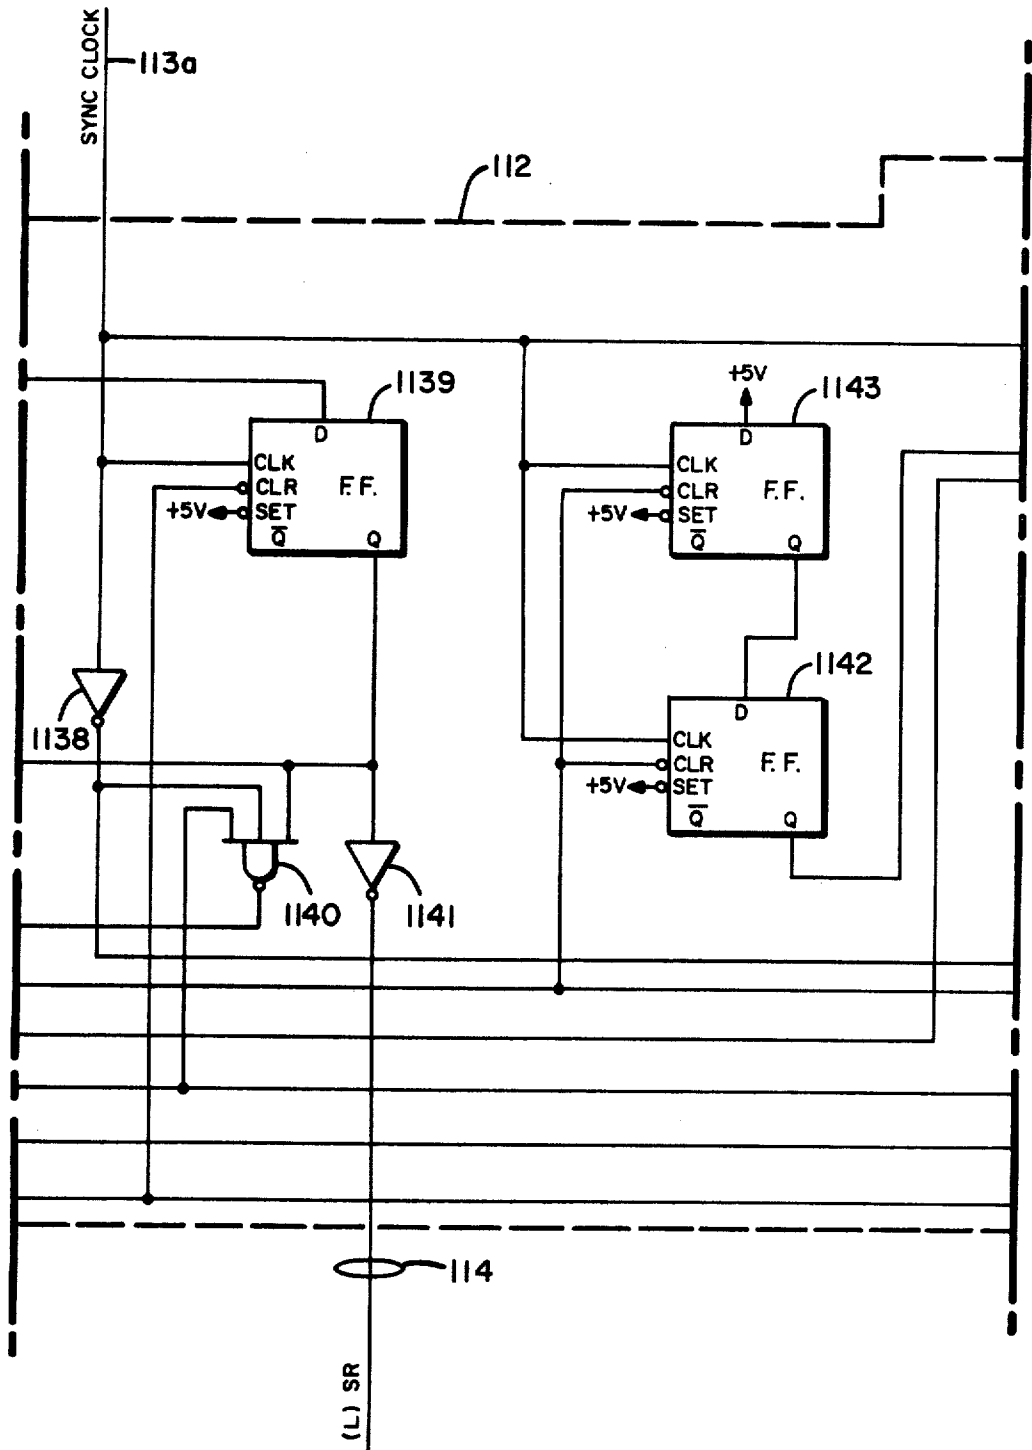 SYNC CLOCK
113a
112
1139
D
CLK
CLR
F.F.
+5V
SET
Q̅
Q
+5V
1143
D
CLK
CLR
F.F.
+5V
SET
Q̅
Q
1138
1142
D
CLK
CLR
F.F.
+5V
SET
Q̅
Q
1140
1141
114
(L) SR